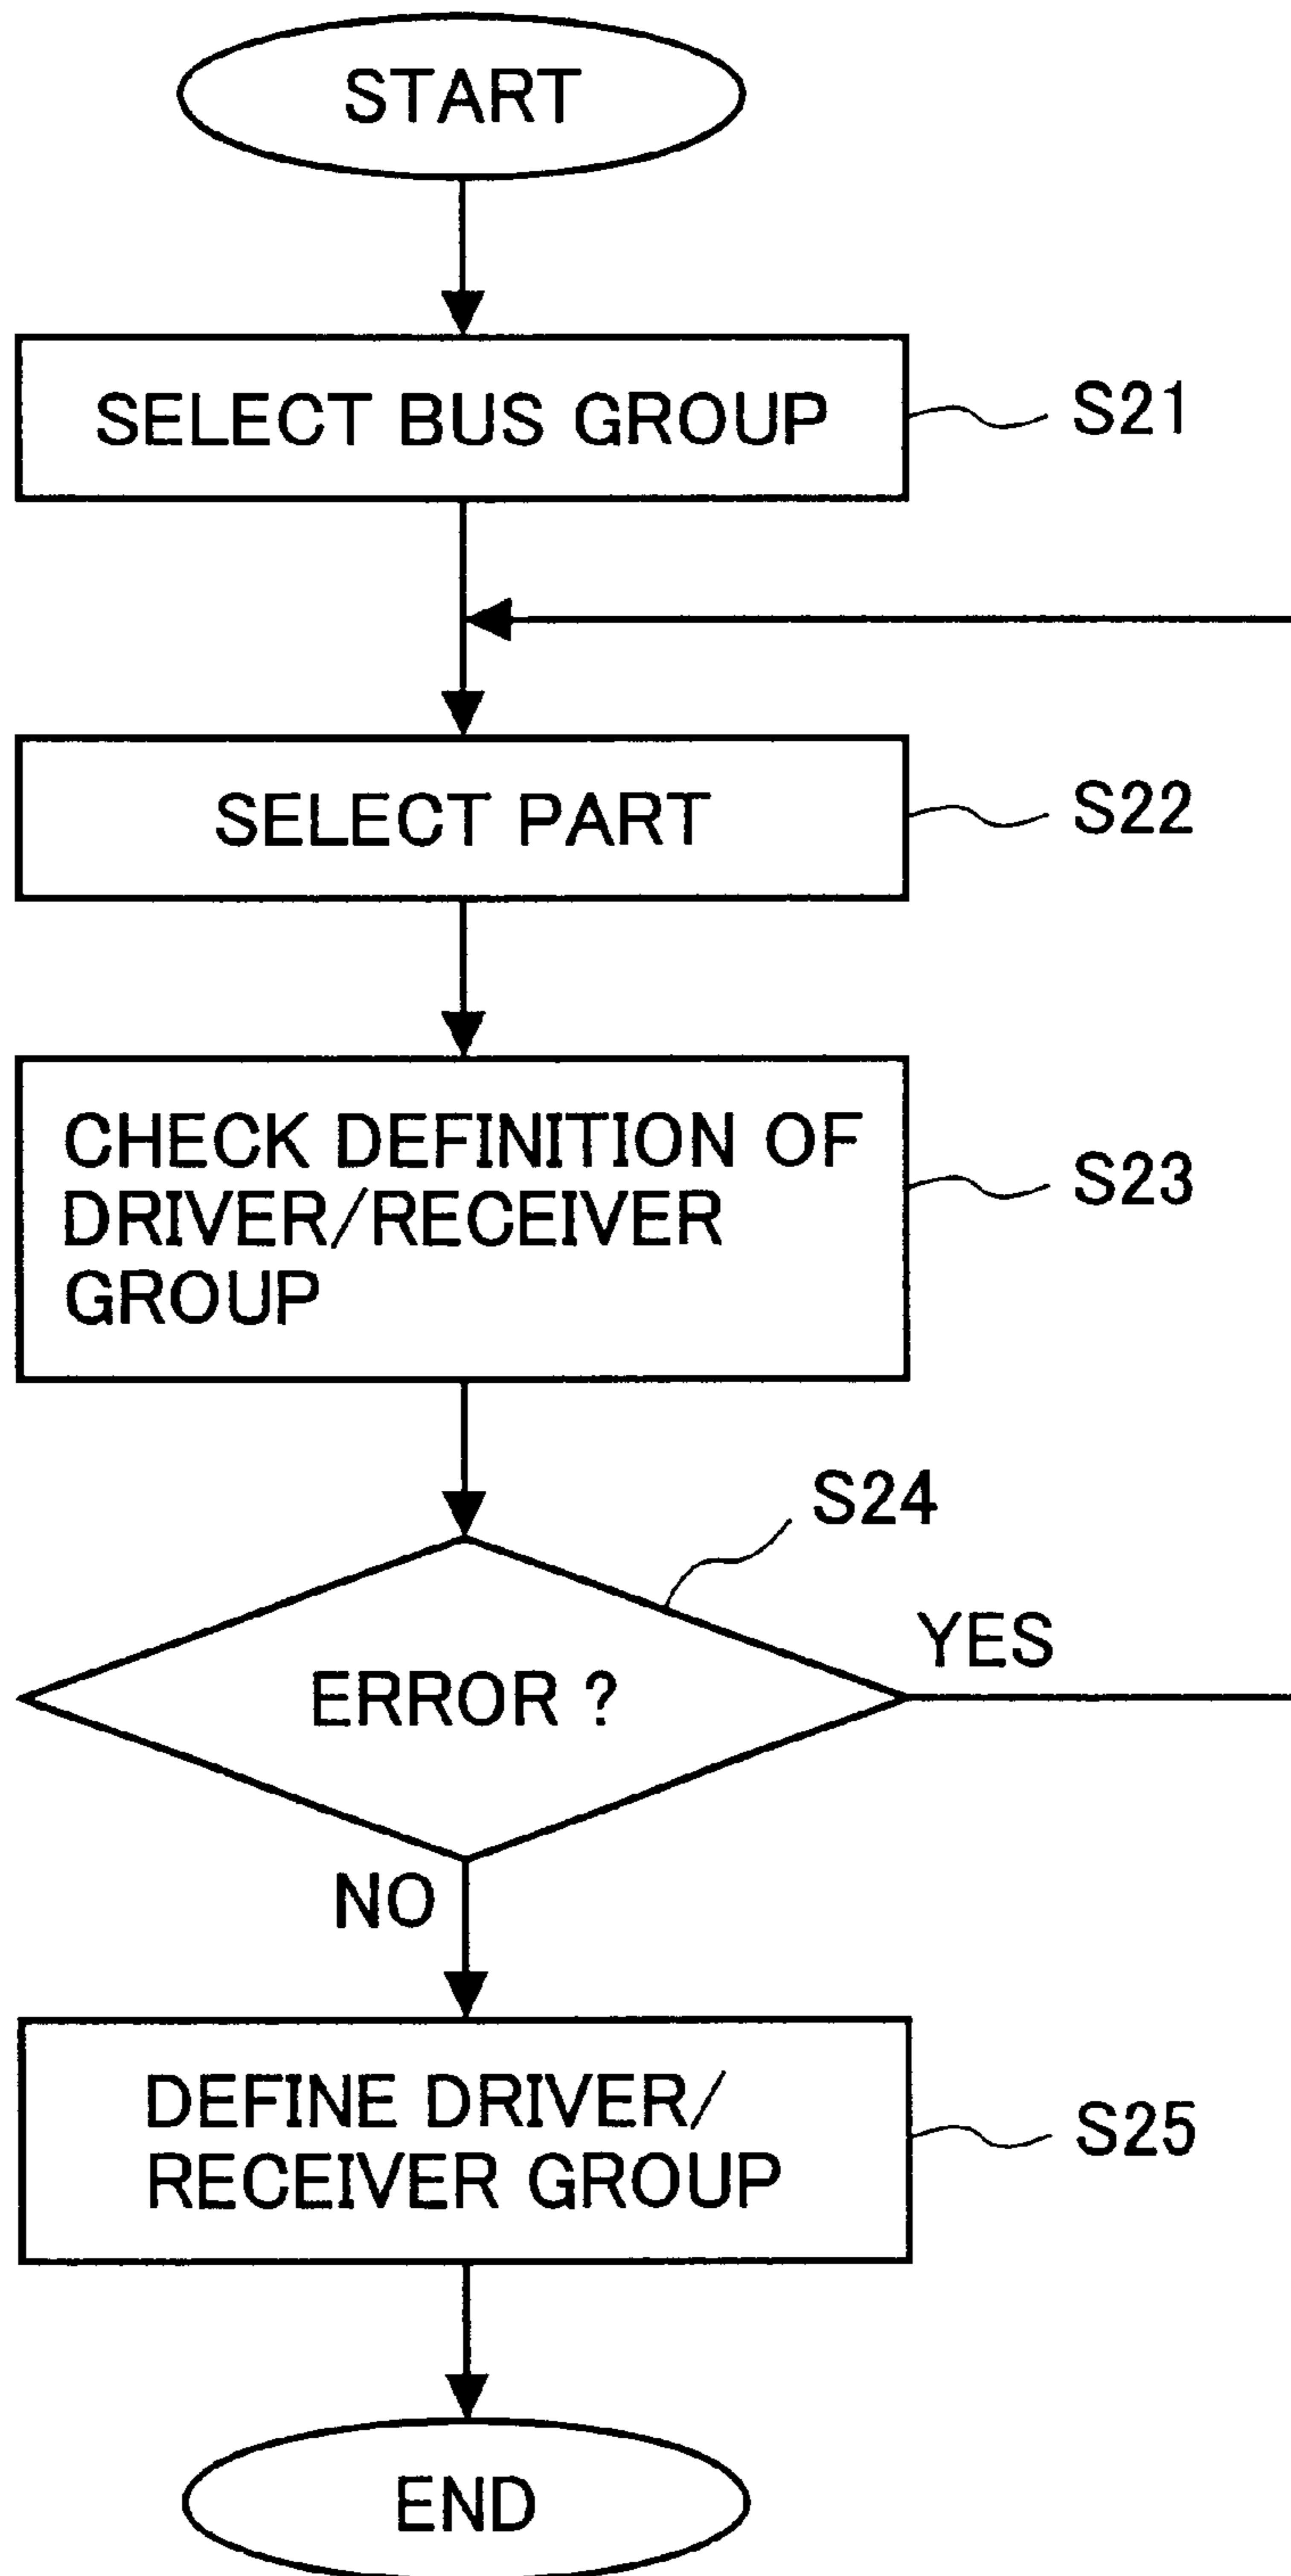 START
SELECT BUS GROUP
S21
SELECT PART
S22
CHECK DEFINITION OF
DRIVER/RECEIVER
GROUP
S23
S24
ERROR ?
YES
NO
DEFINE DRIVER/
RECEIVER GROUP
S25
END